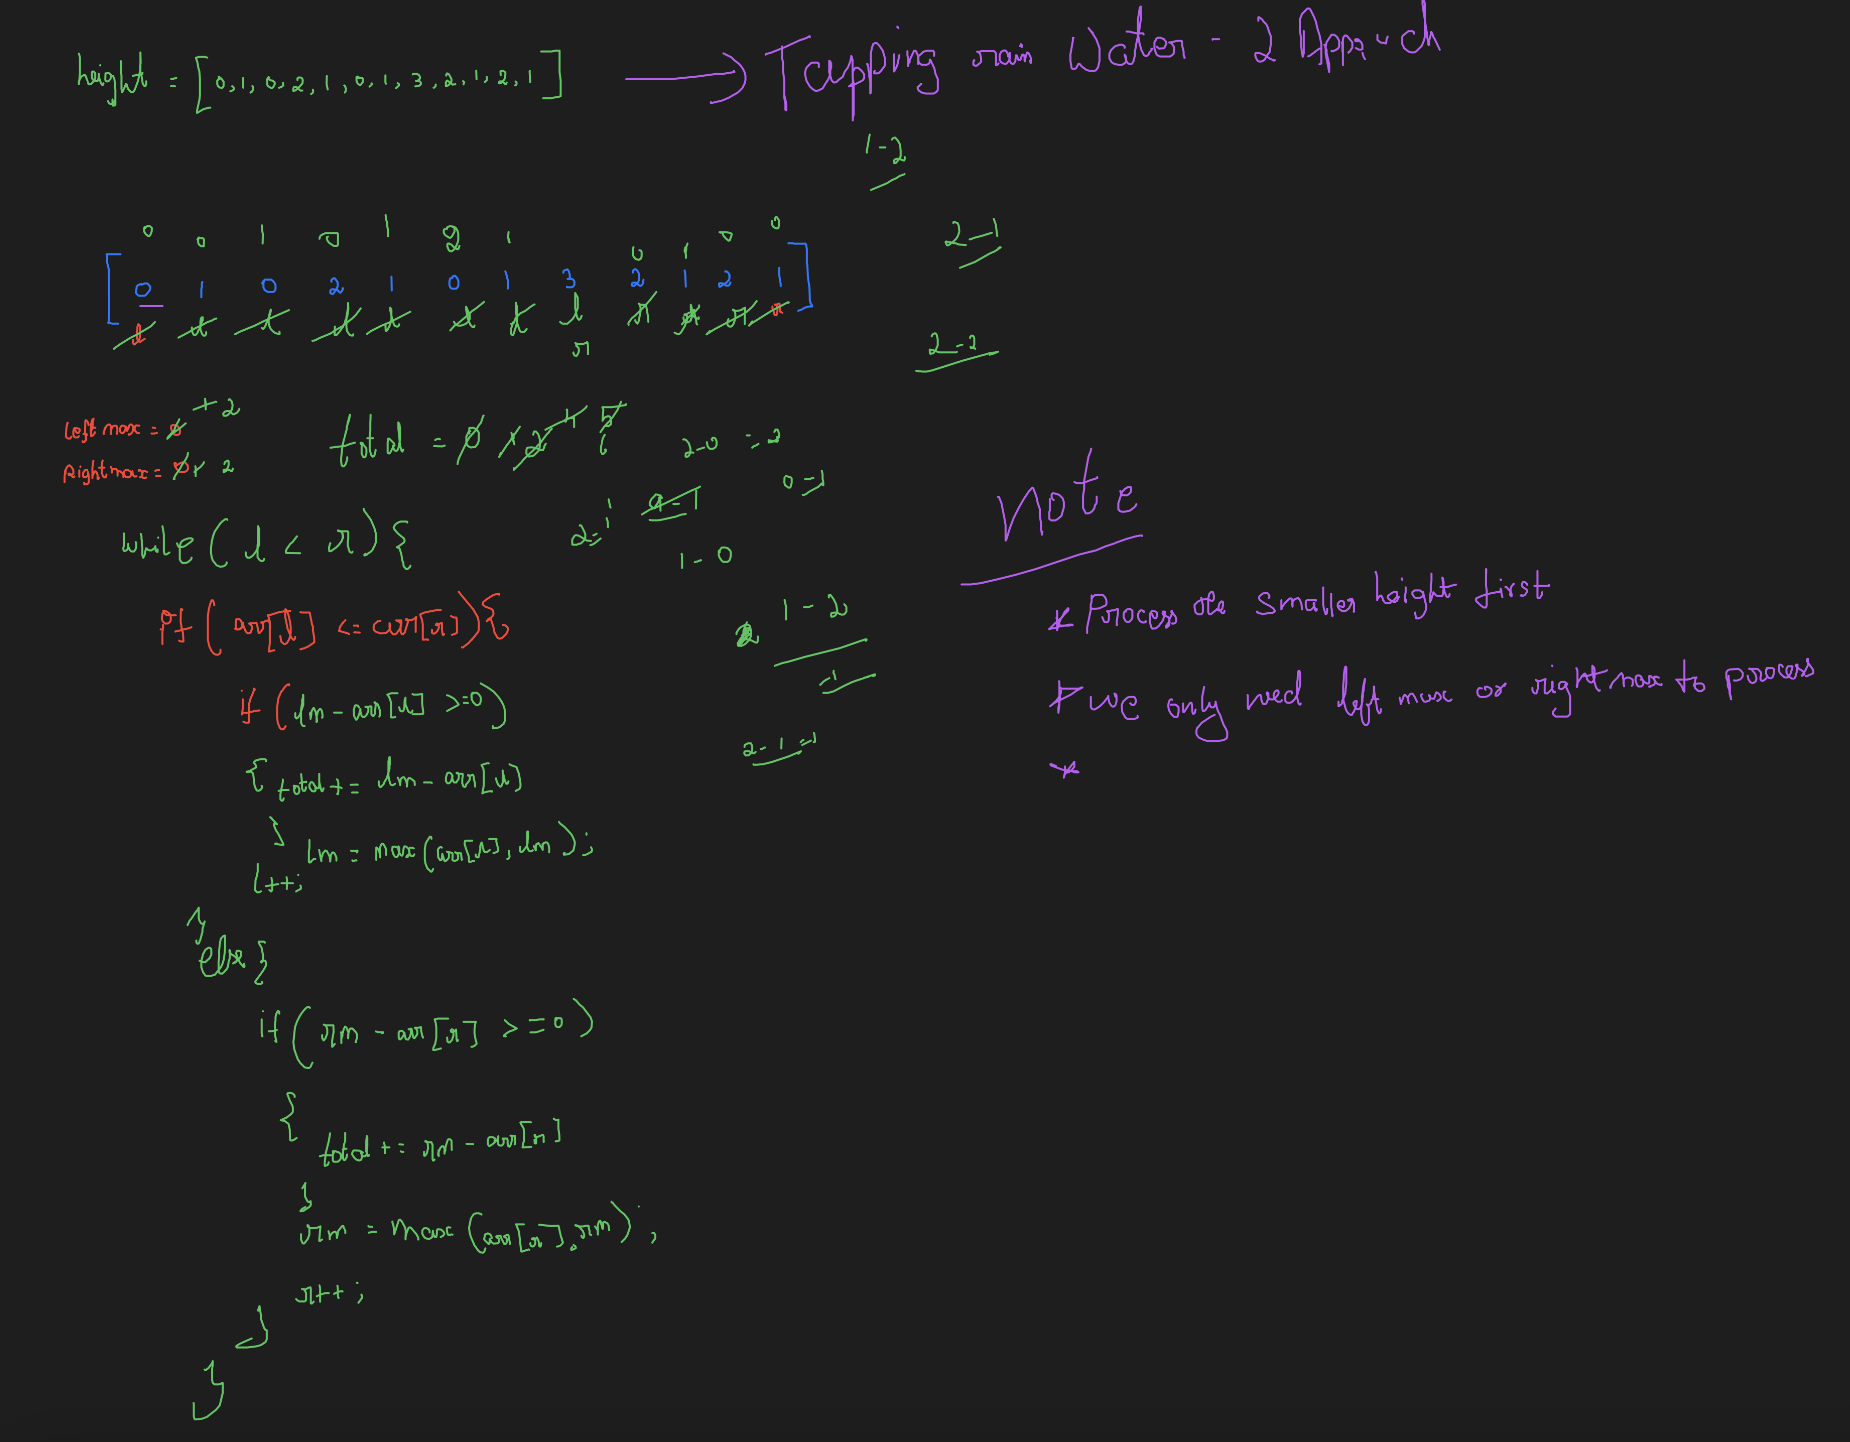 height = [0,1,0,2,1,0,1,3,2,1,2,1] → Tapping rain Water - 2 Appr ch
1-2
0 0 1 0 1 2 1 0 1 0 0
2-1
[0 1 0 2 1 0 1 3 2 1 2 1]
l l l l l l l l r r r r
r
2-2
Left max = 0 1 2
total = 0 1 2 4 5 6
Right max = 0 1 2
2-0 = 2
0-1
2-1
0-1
1-0
while (l < r) {
Note
if (arr[l] <= arr[r]) {
1-2
2
-1
* Process the smaller height first
if (lm - arr[l] >=0)
* we only need left max or right max to process
2-1=1
*
{ total += lm - arr[l]
}
lm = max(arr[l], lm);
l++;
}
else {
if (rm - arr[r] >=0)
{
total += rm - arr[r]
}
rm = max(arr[r], rm);
r++;
}
}